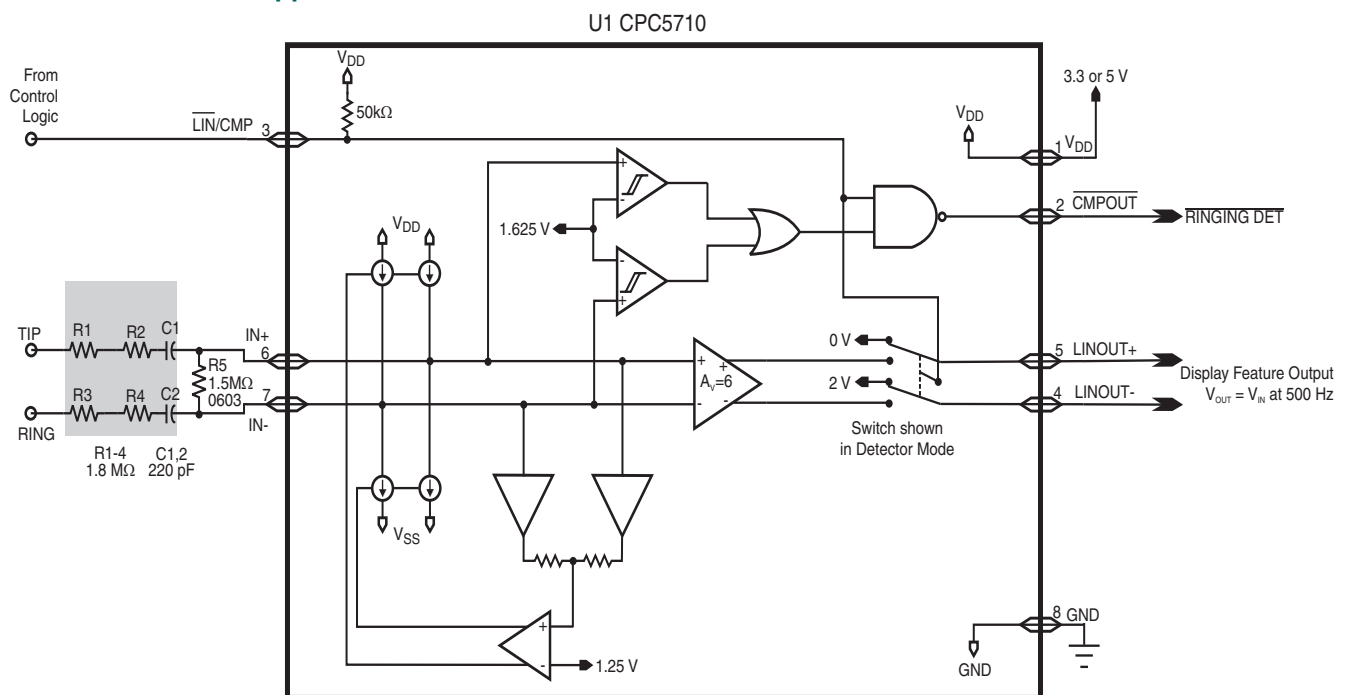 U1 CPC5710
From
Control
Logic
LIN/CMP
3
VDD
50kΩ
VDD
3.3 or 5 V
1
VDD
2
CMPOUT
RINGING DET
+
-
1.625 V
-
+
VDD
TIP
R1
R2
C1
IN+
6
R5
1.5MΩ
0603
R3
R4
C2
7
IN-
RING
R1-4
1.8 MΩ
C1,2
220 pF
+
+
AV=6
-
-
0 V
2 V
5
LINOUT+
4
LINOUT-
Display Feature Output
VOUT = VIN at 500 Hz
Switch shown
in Detector Mode
VSS
+
-
1.25 V
8
GND
GND